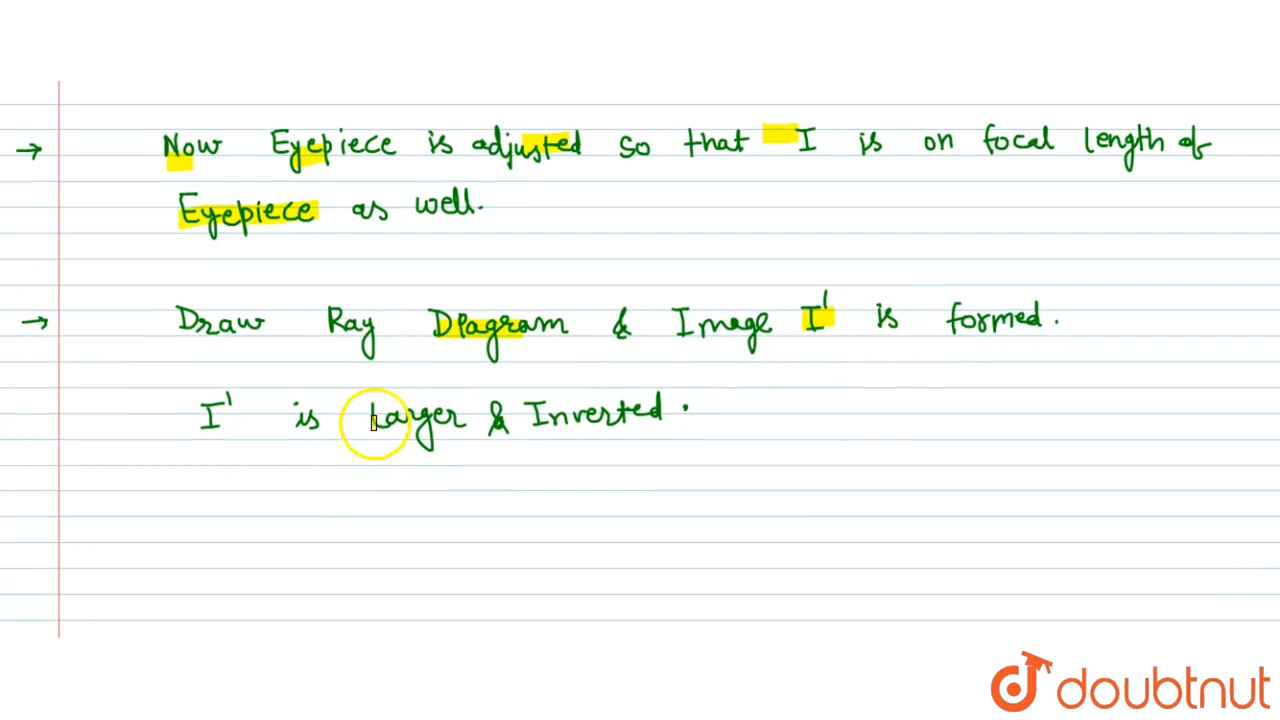 → Now Eyepiece is adjusted so that I is on focal length of
Eyepiece as well.
→ Draw Ray Diagram & Image I' is formed.
I' is Larger & Inverted.
doubtnut